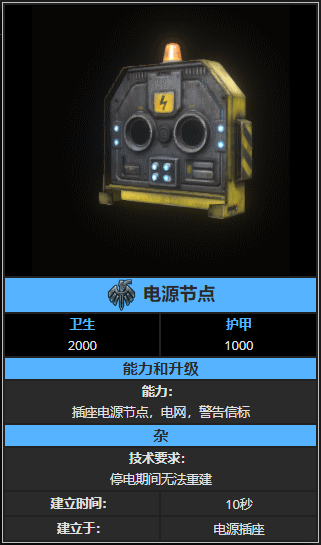 电源节点
卫生 护甲
2000 1000
能力和升级
能力：
插座电源节点，电网，警告信标
杂
技术要求：
停电期间无法重建
建立时间： 10秒
建立于： 电源插座